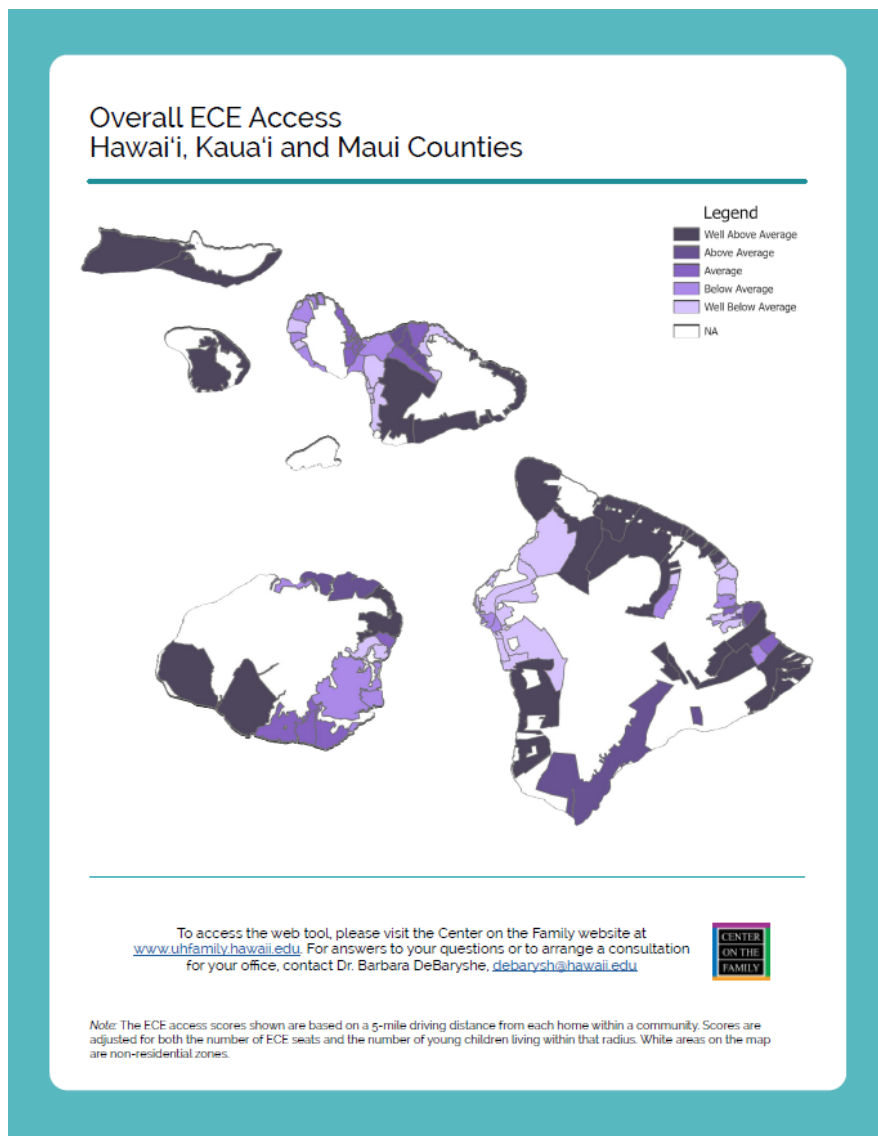 Overall ECE Access
Hawai‘i, Kaua‘i and Maui Counties
Legend
Well Above Average
Above Average
Average
Below Average
Well Below Average
NA
To access the web tool, please visit the Center on the Family website at
www.uhfamily.hawaii.edu. For answers to your questions or to arrange a consultation
for your office, contact Dr. Barbara DeBaryshe, debarysh@hawaii.edu
CENTER
ON THE
FAMILY
Note: The ECE access scores shown are based on a 5-mile driving distance from each home within a community. Scores are
adjusted for both the number of ECE seats and the number of young children living within that radius. White areas on the map
are non-residential zones.